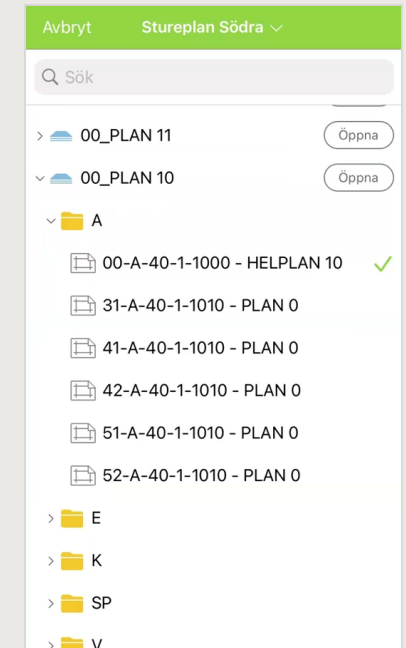 Avbryt Stureplan Södra
Sök
00_PLAN 11 Öppna
00_PLAN 10 Öppna
A
00-A-40-1-1000 - HELPLAN 10
31-A-40-1-1010 - PLAN 0
41-A-40-1-1010 - PLAN 0
42-A-40-1-1010 - PLAN 0
51-A-40-1-1010 - PLAN 0
52-A-40-1-1010 - PLAN 0
E
K
SP
V